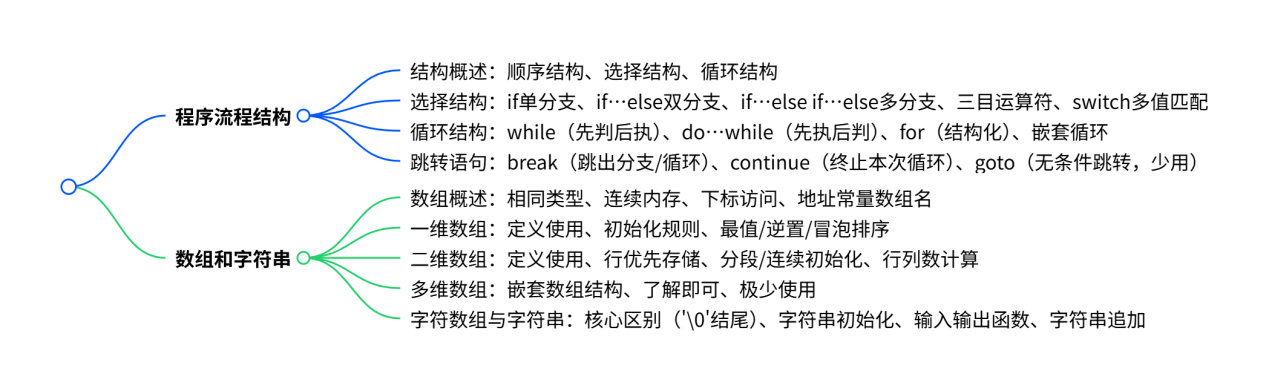 程序流程结构
结构概述：顺序结构、选择结构、循环结构
选择结构：if单分支、if…else双分支、if…else if…else多分支、三目运算符、switch多值匹配
循环结构：while（先判后执）、do…while（先执后判）、for（结构化）、嵌套循环
跳转语句：break（跳出分支/循环）、continue（终止本次循环）、goto（无条件跳转，少用）
数组和字符串
数组概述：相同类型、连续内存、下标访问、地址常量数组名
一维数组：定义使用、初始化规则、最值/逆置/冒泡排序
二维数组：定义使用、行优先存储、分段/连续初始化、行列数计算
多维数组：嵌套数组结构、了解即可、极少使用
字符数组与字符串：核心区别（'\0'结尾）、字符串初始化、输入输出函数、字符串追加